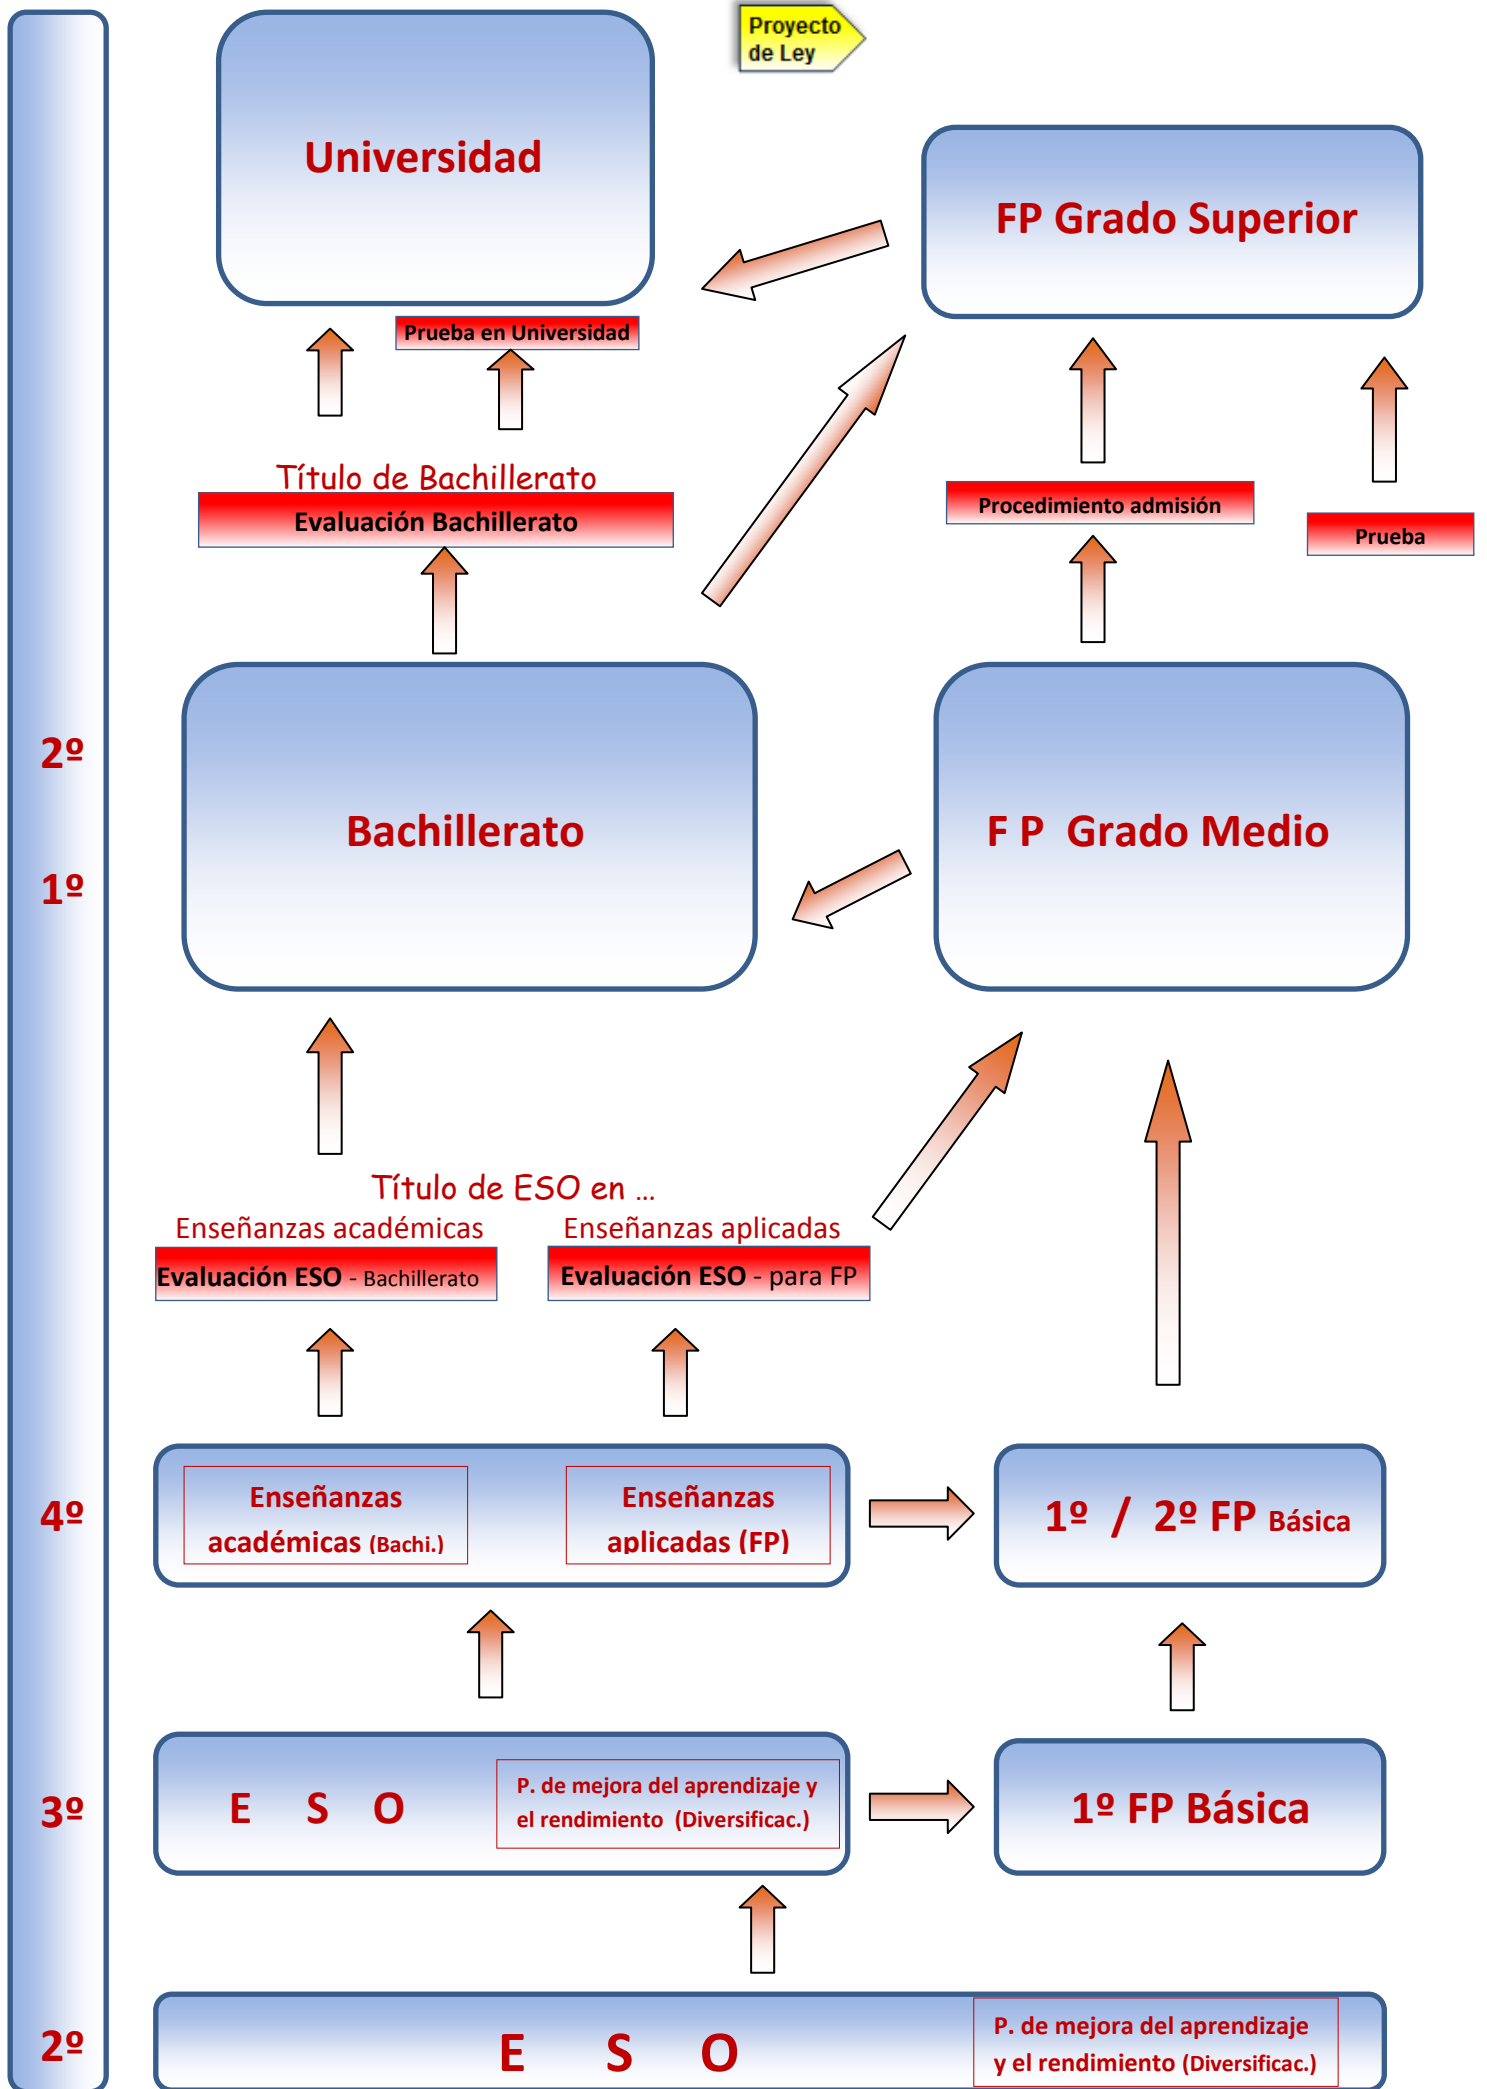 Proyecto
de Ley
Universidad
FP Grado Superior
Prueba en Universidad
Título de Bachillerato
Evaluación Bachillerato
Procedimiento admisión
Prueba
2º
Bachillerato
F P Grado Medio
1º
Título de ESO en ...
Enseñanzas académicas
Enseñanzas aplicadas
Evaluación ESO - Bachillerato
Evaluación ESO - para FP
4º
Enseñanzas
académicas (Bachi.)
Enseñanzas
aplicadas (FP)
1º / 2º FP Básica
3º
E S O
P. de mejora del aprendizaje y
el rendimiento (Diversificac.)
1º FP Básica
2º
E S O
P. de mejora del aprendizaje
y el rendimiento (Diversificac.)